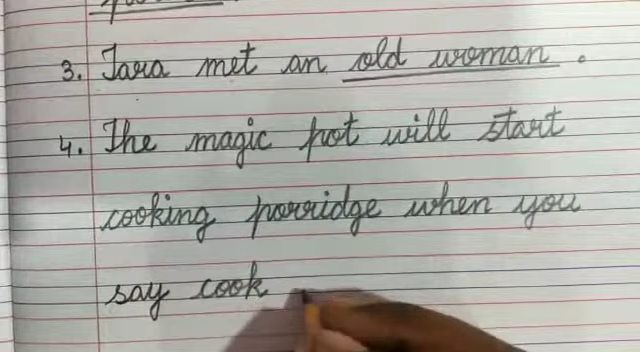 3. Tara met an old woman.
4. The magic pot will start
cooking porridge when you
say cook